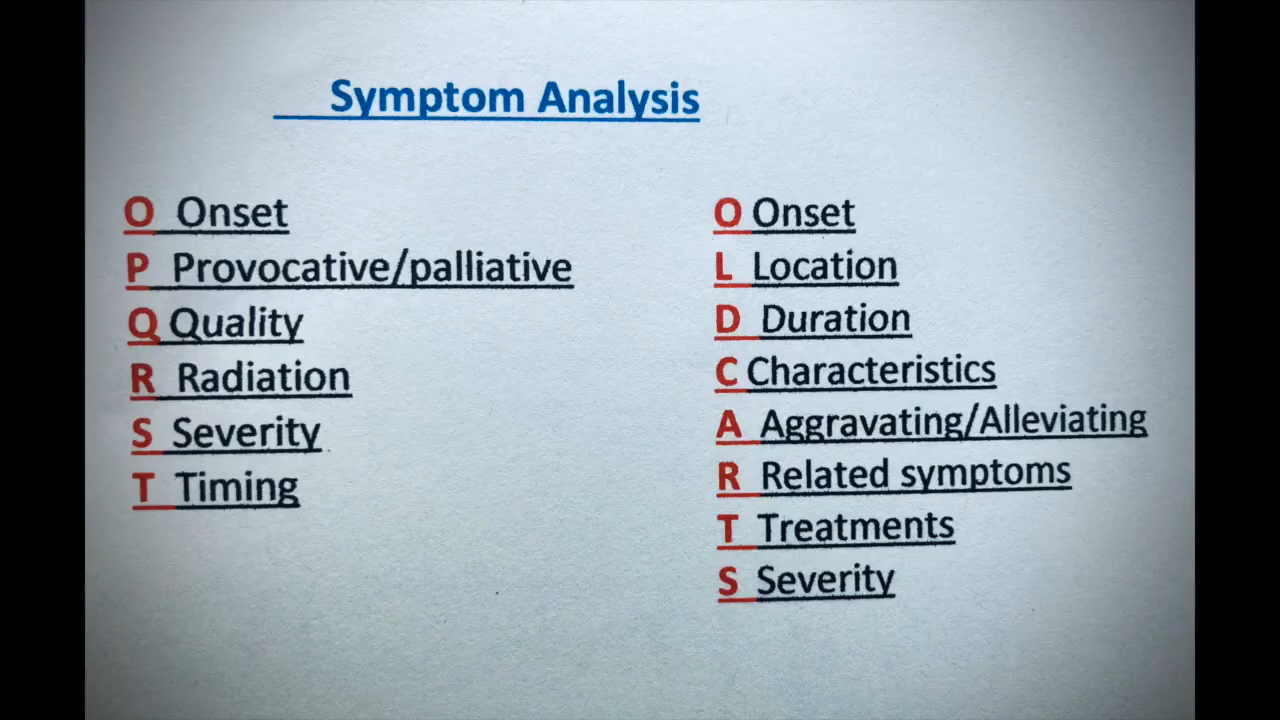 Symptom Analysis
O Onset
P Provocative/palliative
Q Quality
R Radiation
S Severity
T Timing
O Onset
L Location
D Duration
C Characteristics
A Aggravating/Alleviating
R Related symptoms
T Treatments
S Severity